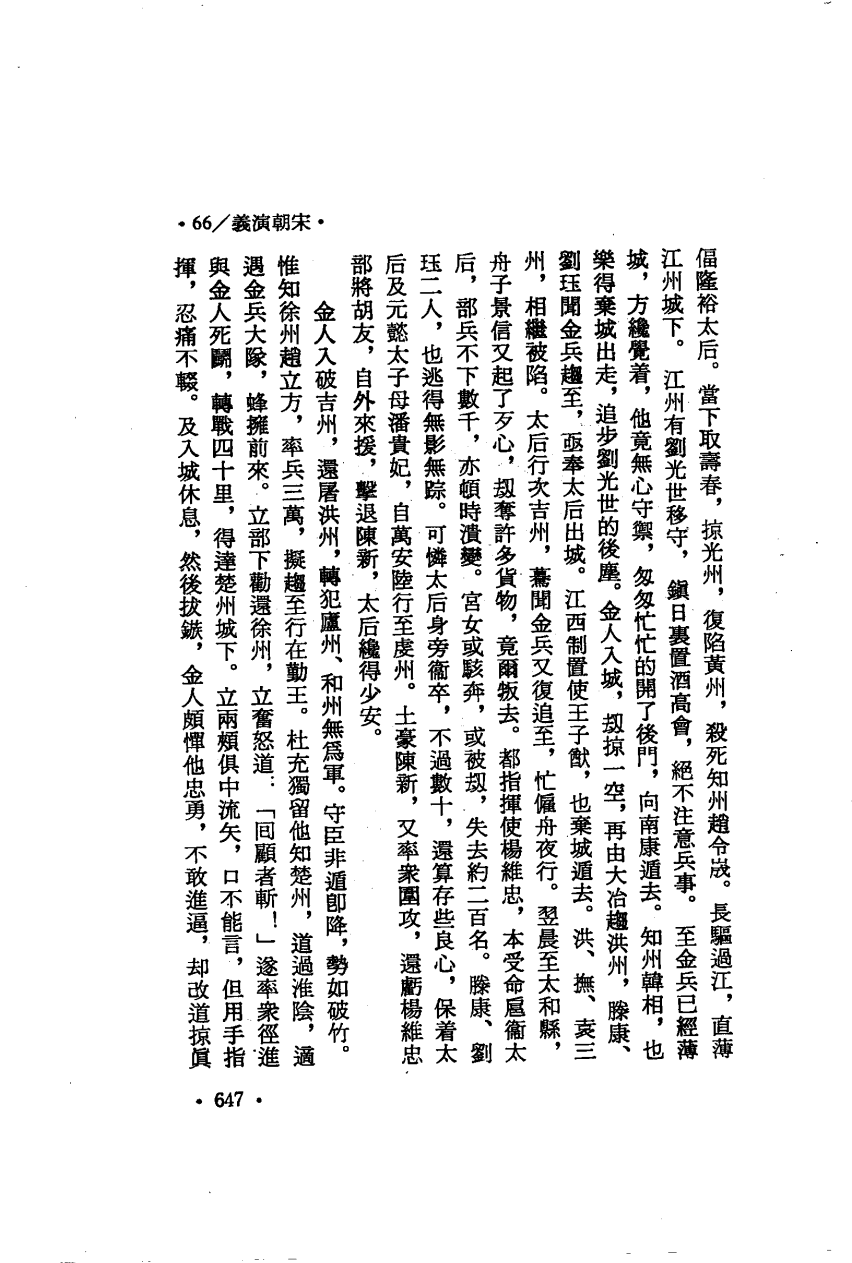 •66/義演朝宋•
偪隆裕太后。當下取壽春，掠光州，復陷黃州，殺死知州趙令崴。長驅過江，直薄
江州城下。江州有劉光世移守，鎭日裏置酒高會，絕不注意兵事。至金兵已經薄
城，方纔覺着，他竟無心守禦，匆匆忙忙的開了後門，向南康遁去。知州韓相，也
樂得棄城出走，追步劉光世的後塵。金人入城，刼掠一空，再由大冶趨洪州，滕康、
劉玨聞金兵趨至，亟奉太后出城。江西制置使王子猷，也棄城遁去。洪、撫、袁三
州，相繼被陷。太后行次吉州，驀聞金兵又復追至，忙僱舟夜行。翌晨至太和縣，
舟子景信又起了歹心，刼奪許多貨物，竟爾叛去。都指揮使楊維忠，本受命扈衞太
后，部兵不下數千，亦頓時潰變。宮女或駭奔，或被刼，失去約二百名。滕康、劉
玨二人，也逃得無影無踪。可憐太后身旁衞卒，不過數十，還算存些良心，保着太
后及元懿太子母潘貴妃，自萬安陸行至虔州。土豪陳新，又率衆圍攻，還虧楊維忠
部將胡友，自外來援，擊退陳新，太后纔得少安。
金人入破吉州，還屠洪州，轉犯廬州、和州無爲軍。守臣非遁卽降，勢如破竹。
惟知徐州趙立方，率兵三萬，擬趨至行在勤王。杜充獨留他知楚州，道過淮陰，適
遇金兵大隊，蜂擁前來。立部下勸還徐州，立奮怒道：「回顧者斬！」遂率衆徑進
與金人死鬭，轉戰四十里，得達楚州城下。立兩頰俱中流矢，口不能言，但用手指
揮，忍痛不輟。及入城休息，然後拔鏃，金人頗憚他忠勇，不敢進逼，却改道掠眞
•647•